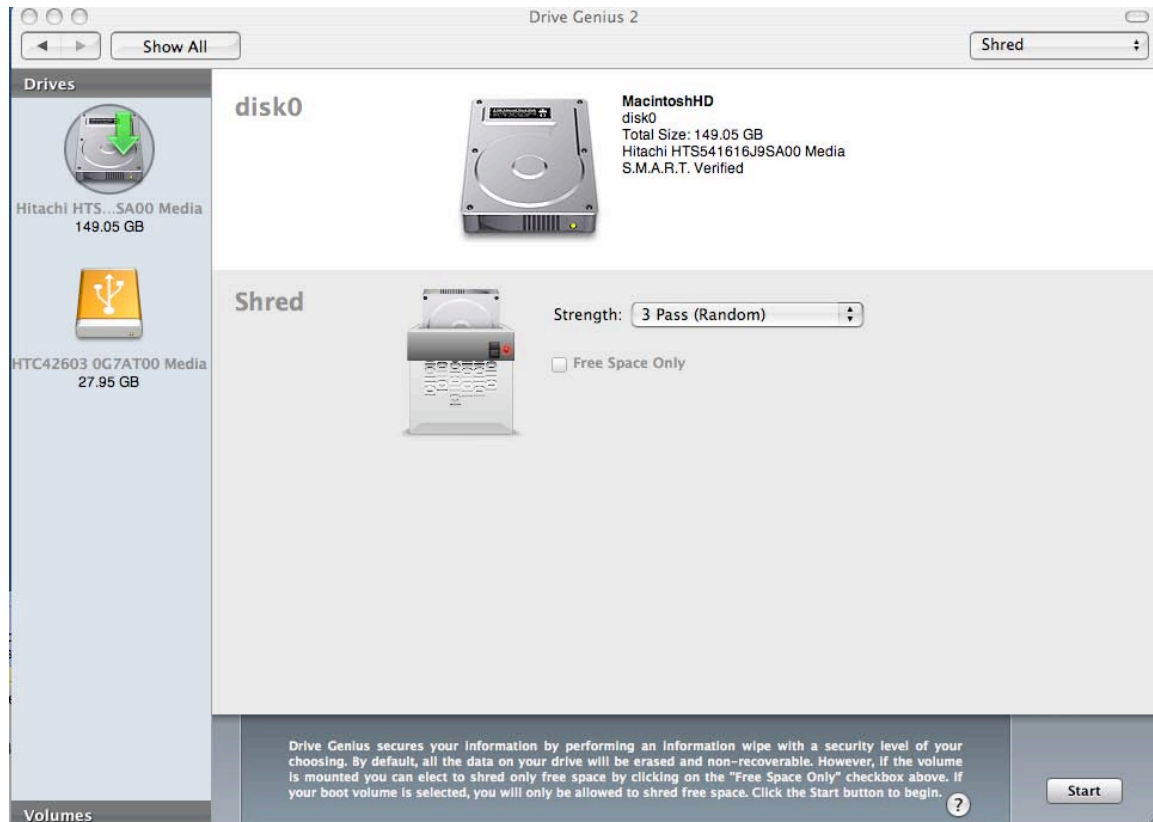 Drive Genius 2
Show All
Shred
Drives
Hitachi HTS...SA00 Media
149.05 GB
HTC42603 0G7AT00 Media
27.95 GB
Volumes
disk0
MacintoshHD
disk0
Total Size: 149.05 GB
Hitachi HTS541616J9SA00 Media
S.M.A.R.T. Verified
Shred
Strength: 3 Pass (Random)
Free Space Only
Drive Genius secures your information by performing an information wipe with a security level of your
choosing. By default, all the data on your drive will be erased and non-recoverable. However, if the volume
is mounted you can elect to shred only free space by clicking on the "Free Space Only" checkbox above. If
your boot volume is selected, you will only be allowed to shred free space. Click the Start button to begin.
?
Start